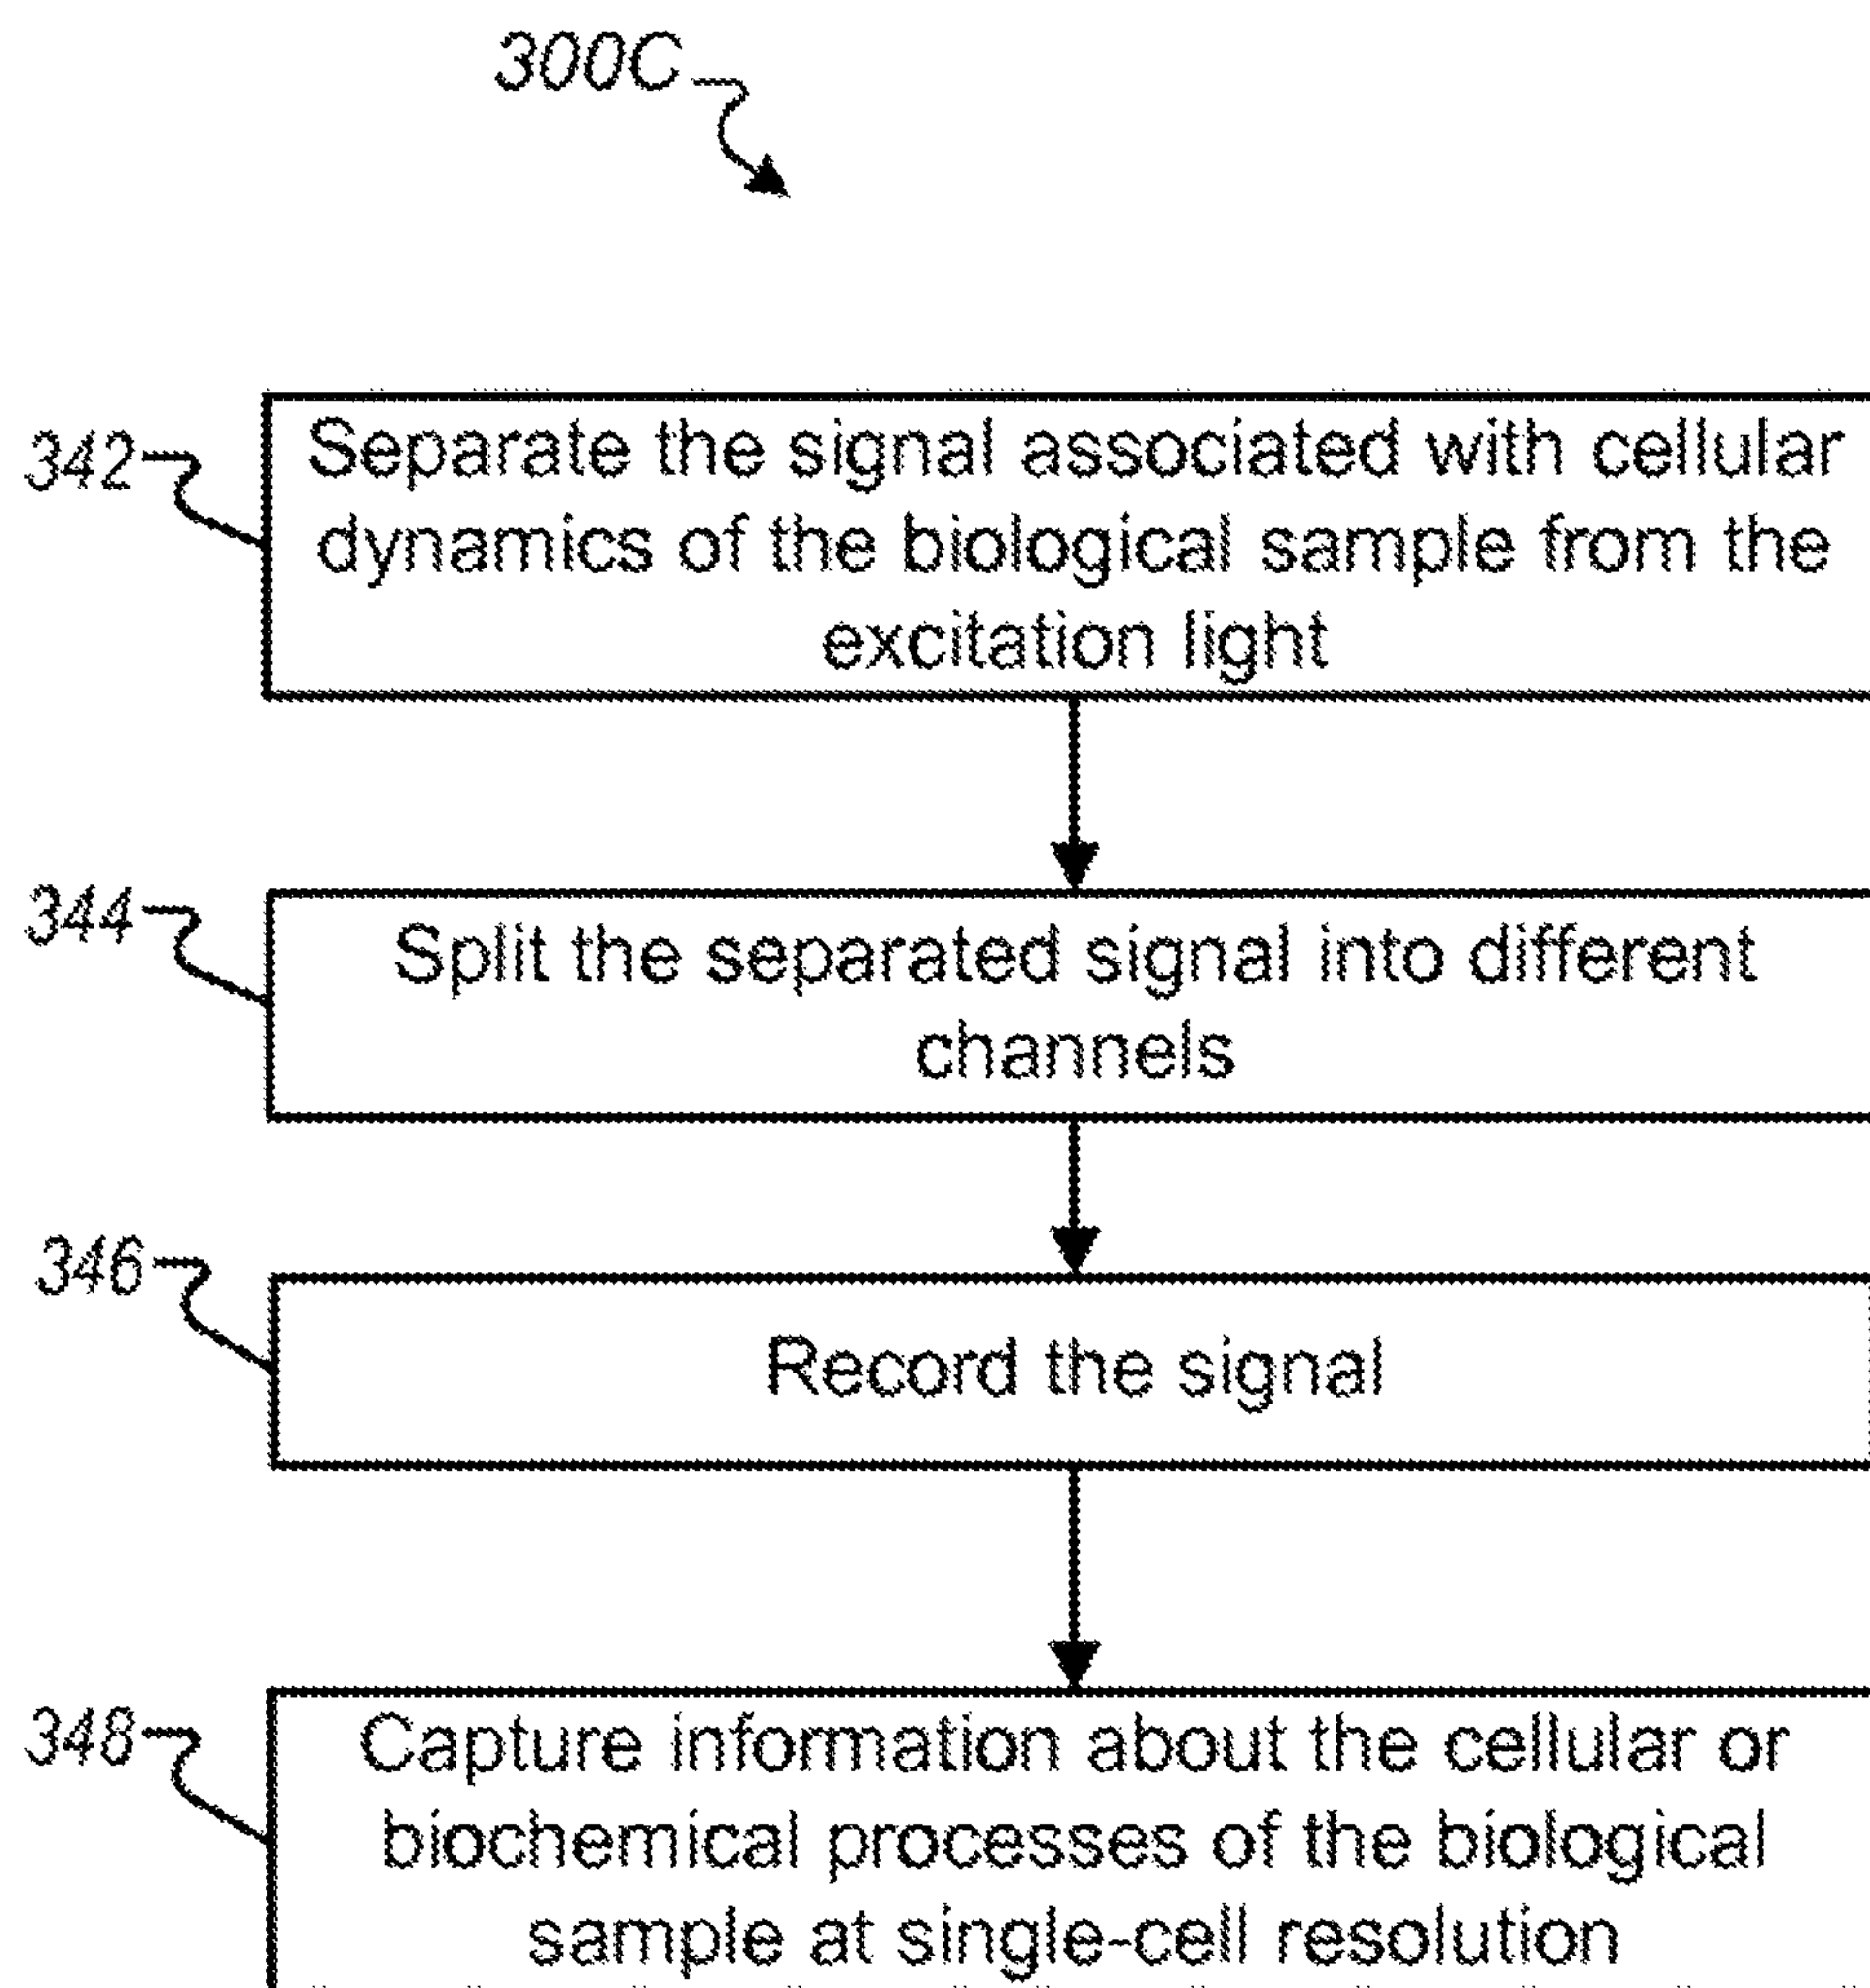 300C
342
Separate the signal associated with cellular
dynamics of the biological sample from the
excitation light
344
Split the separated signal into different
channels
346
Record the signal
348
Capture information about the cellular or
biochemical processes of the biological
sample at single-cell resolution